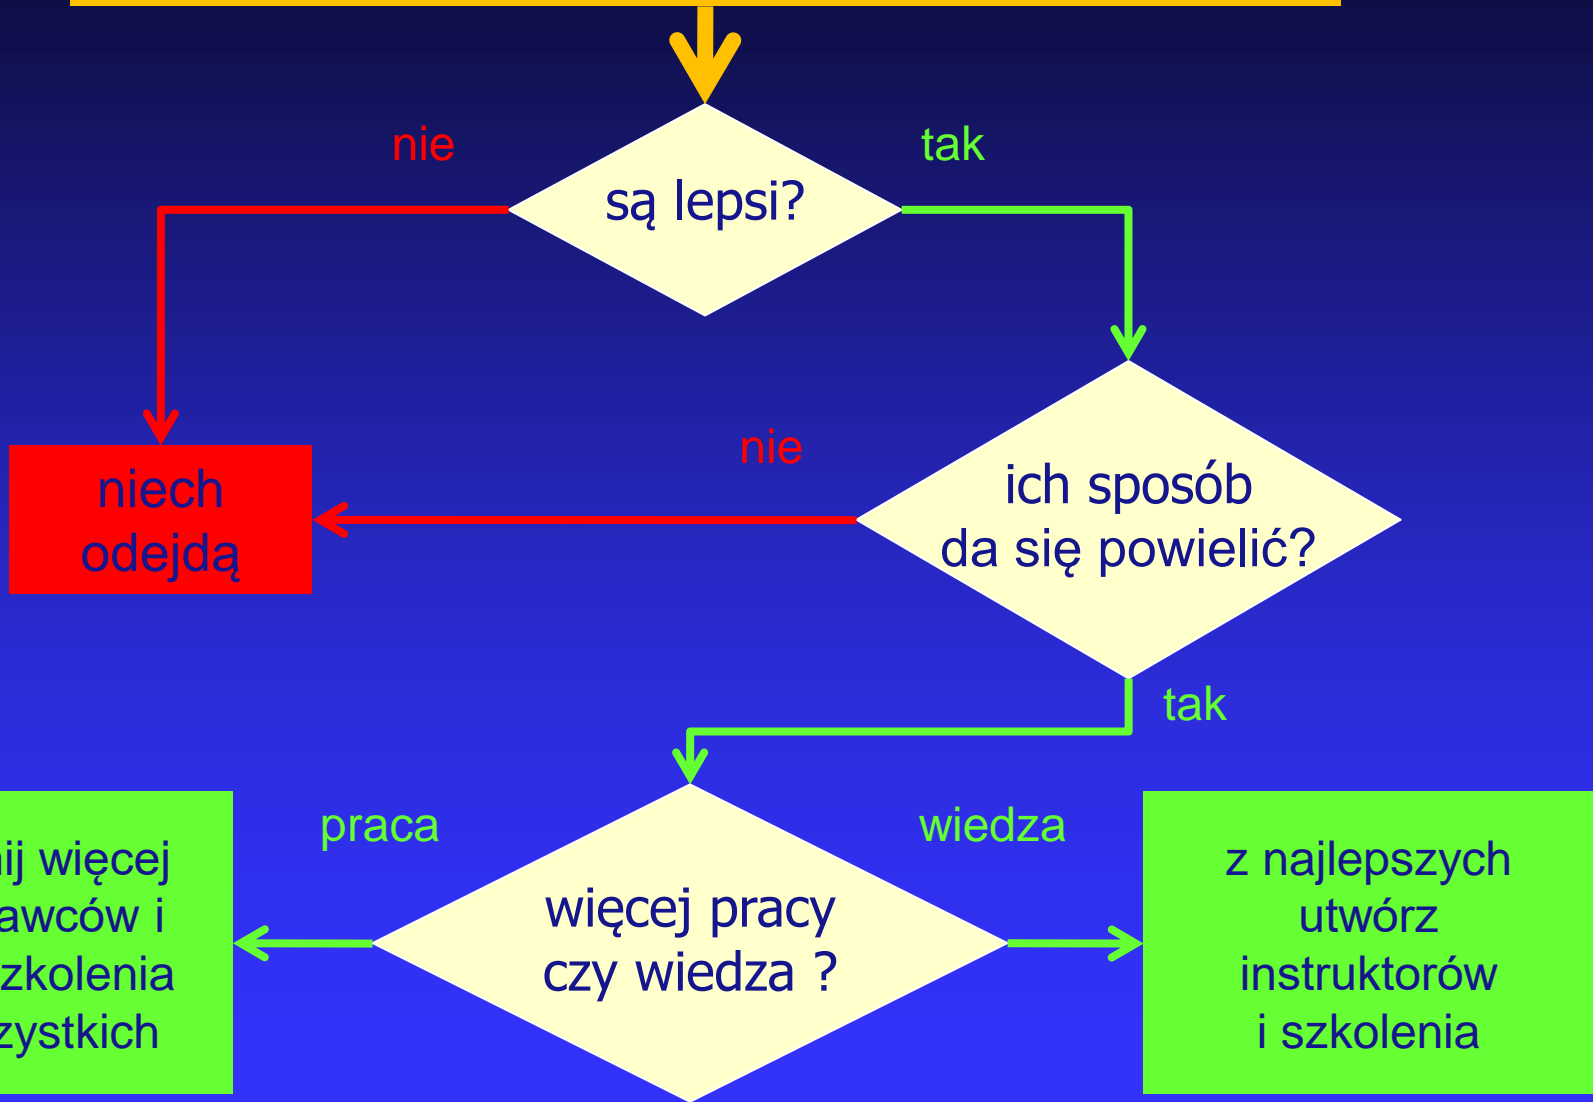 nie
tak
są lepsi?
nie
niech
odejdą
ich sposób
da się powielić?
tak
praca
wiedza
więcej
i
więcej pracy
czy wiedza ?
z najlepszych
utwórz
instruktorów
i szkolenia